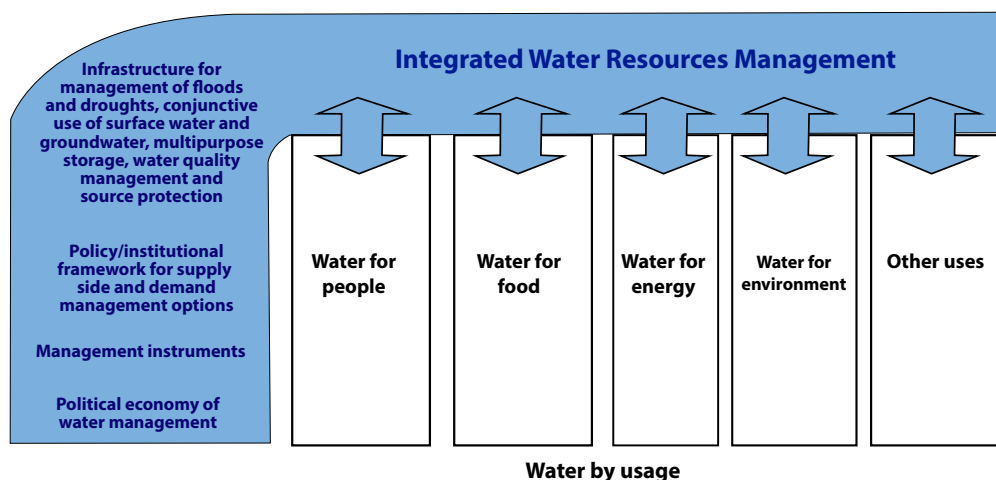 Integrated Water Resources Management
Infrastructure for
management of floods
and droughts, conjunctive
use of surface water and
groundwater, multipurpose
storage, water quality
management and
source protection
Policy/institutional
framework for supply
side and demand
management options
Management instruments
Political economy of
water management
Water for
people
Water for
food
Water for
energy
Water for
environment
Other uses
Water by usage